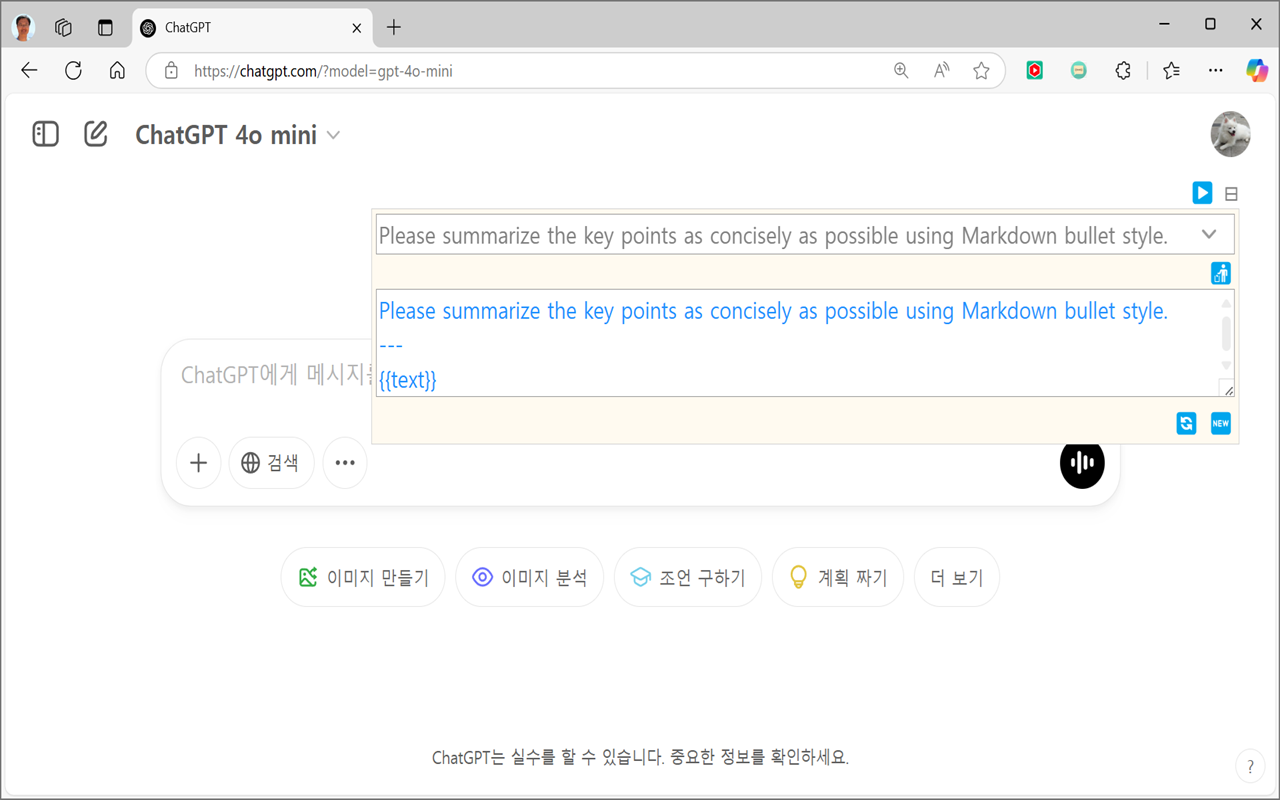 ChatGPT
https://chatgpt.com/?model=gpt-4o-mini
ChatGPT 4o mini
Please summarize the key points as concisely as possible using Markdown bullet style.
Please summarize the key points as concisely as possible using Markdown bullet style.
---
{{text}}
NEW
ChatGPT에게 메시지를
검색
이미지 만들기
이미지 분석
조언 구하기
계획 짜기
더 보기
ChatGPT는 실수를 할 수 있습니다. 중요한 정보를 확인하세요.
?